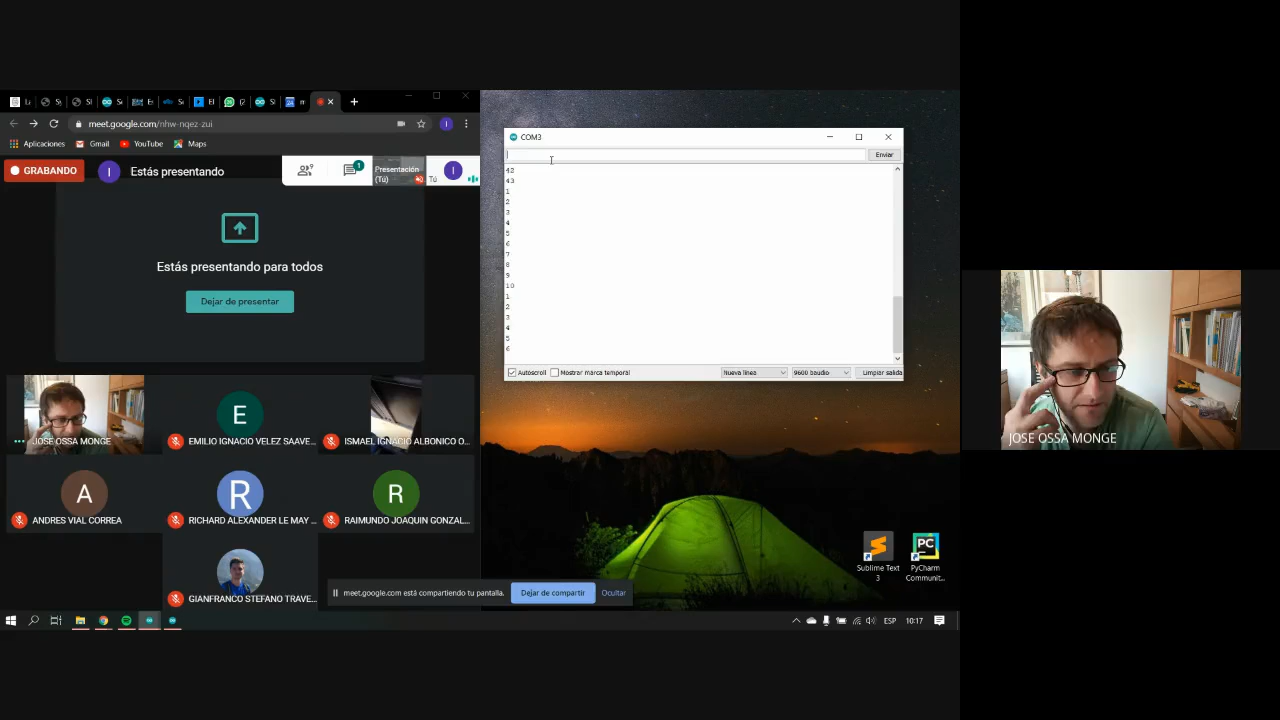 meet.google.com/nhw-nqez-zui
Aplicaciones
Gmail
YouTube
Maps
GRABANDO
I
Estás presentando
9
1
Presentación
(Tú)
Tú
I
Estás presentando para todos
Dejar de presentar
JOSE OSSA MONGE
E
EMILIO IGNACIO VELEZ SAAVE...
ISMAEL IGNACIO ALBONICO O...
A
ANDRES VIAL CORREA
R
RICHARD ALEXANDER LE MAY ...
R
RAIMUNDO JOAQUIN GONZAL...
GIANFRANCO STEFANO TRAVE...
COM3
Enviar
42
43
1
2
3
4
5
6
7
8
9
10
1
2
3
4
5
6
Autoscroll
Mostrar marca temporal
Nueva línea
9600 baudio
Limpiar salida
Sublime Text
3
PC
PyCharm
Communit...
meet.google.com está compartiendo tu pantalla.
Dejar de compartir
Ocultar
ESP
10:17
JOSE OSSA MONGE